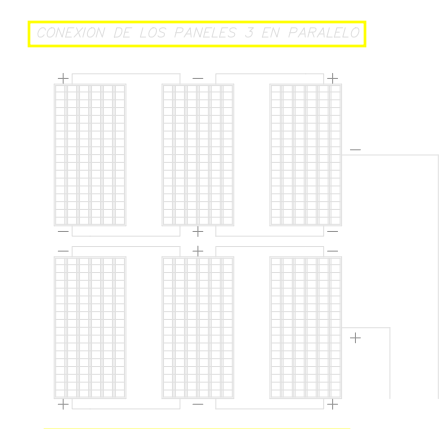 CONEXION DE LOS PANELES 3 EN PARALELO
+ − +
−
− + −
− + −
+
+ − +